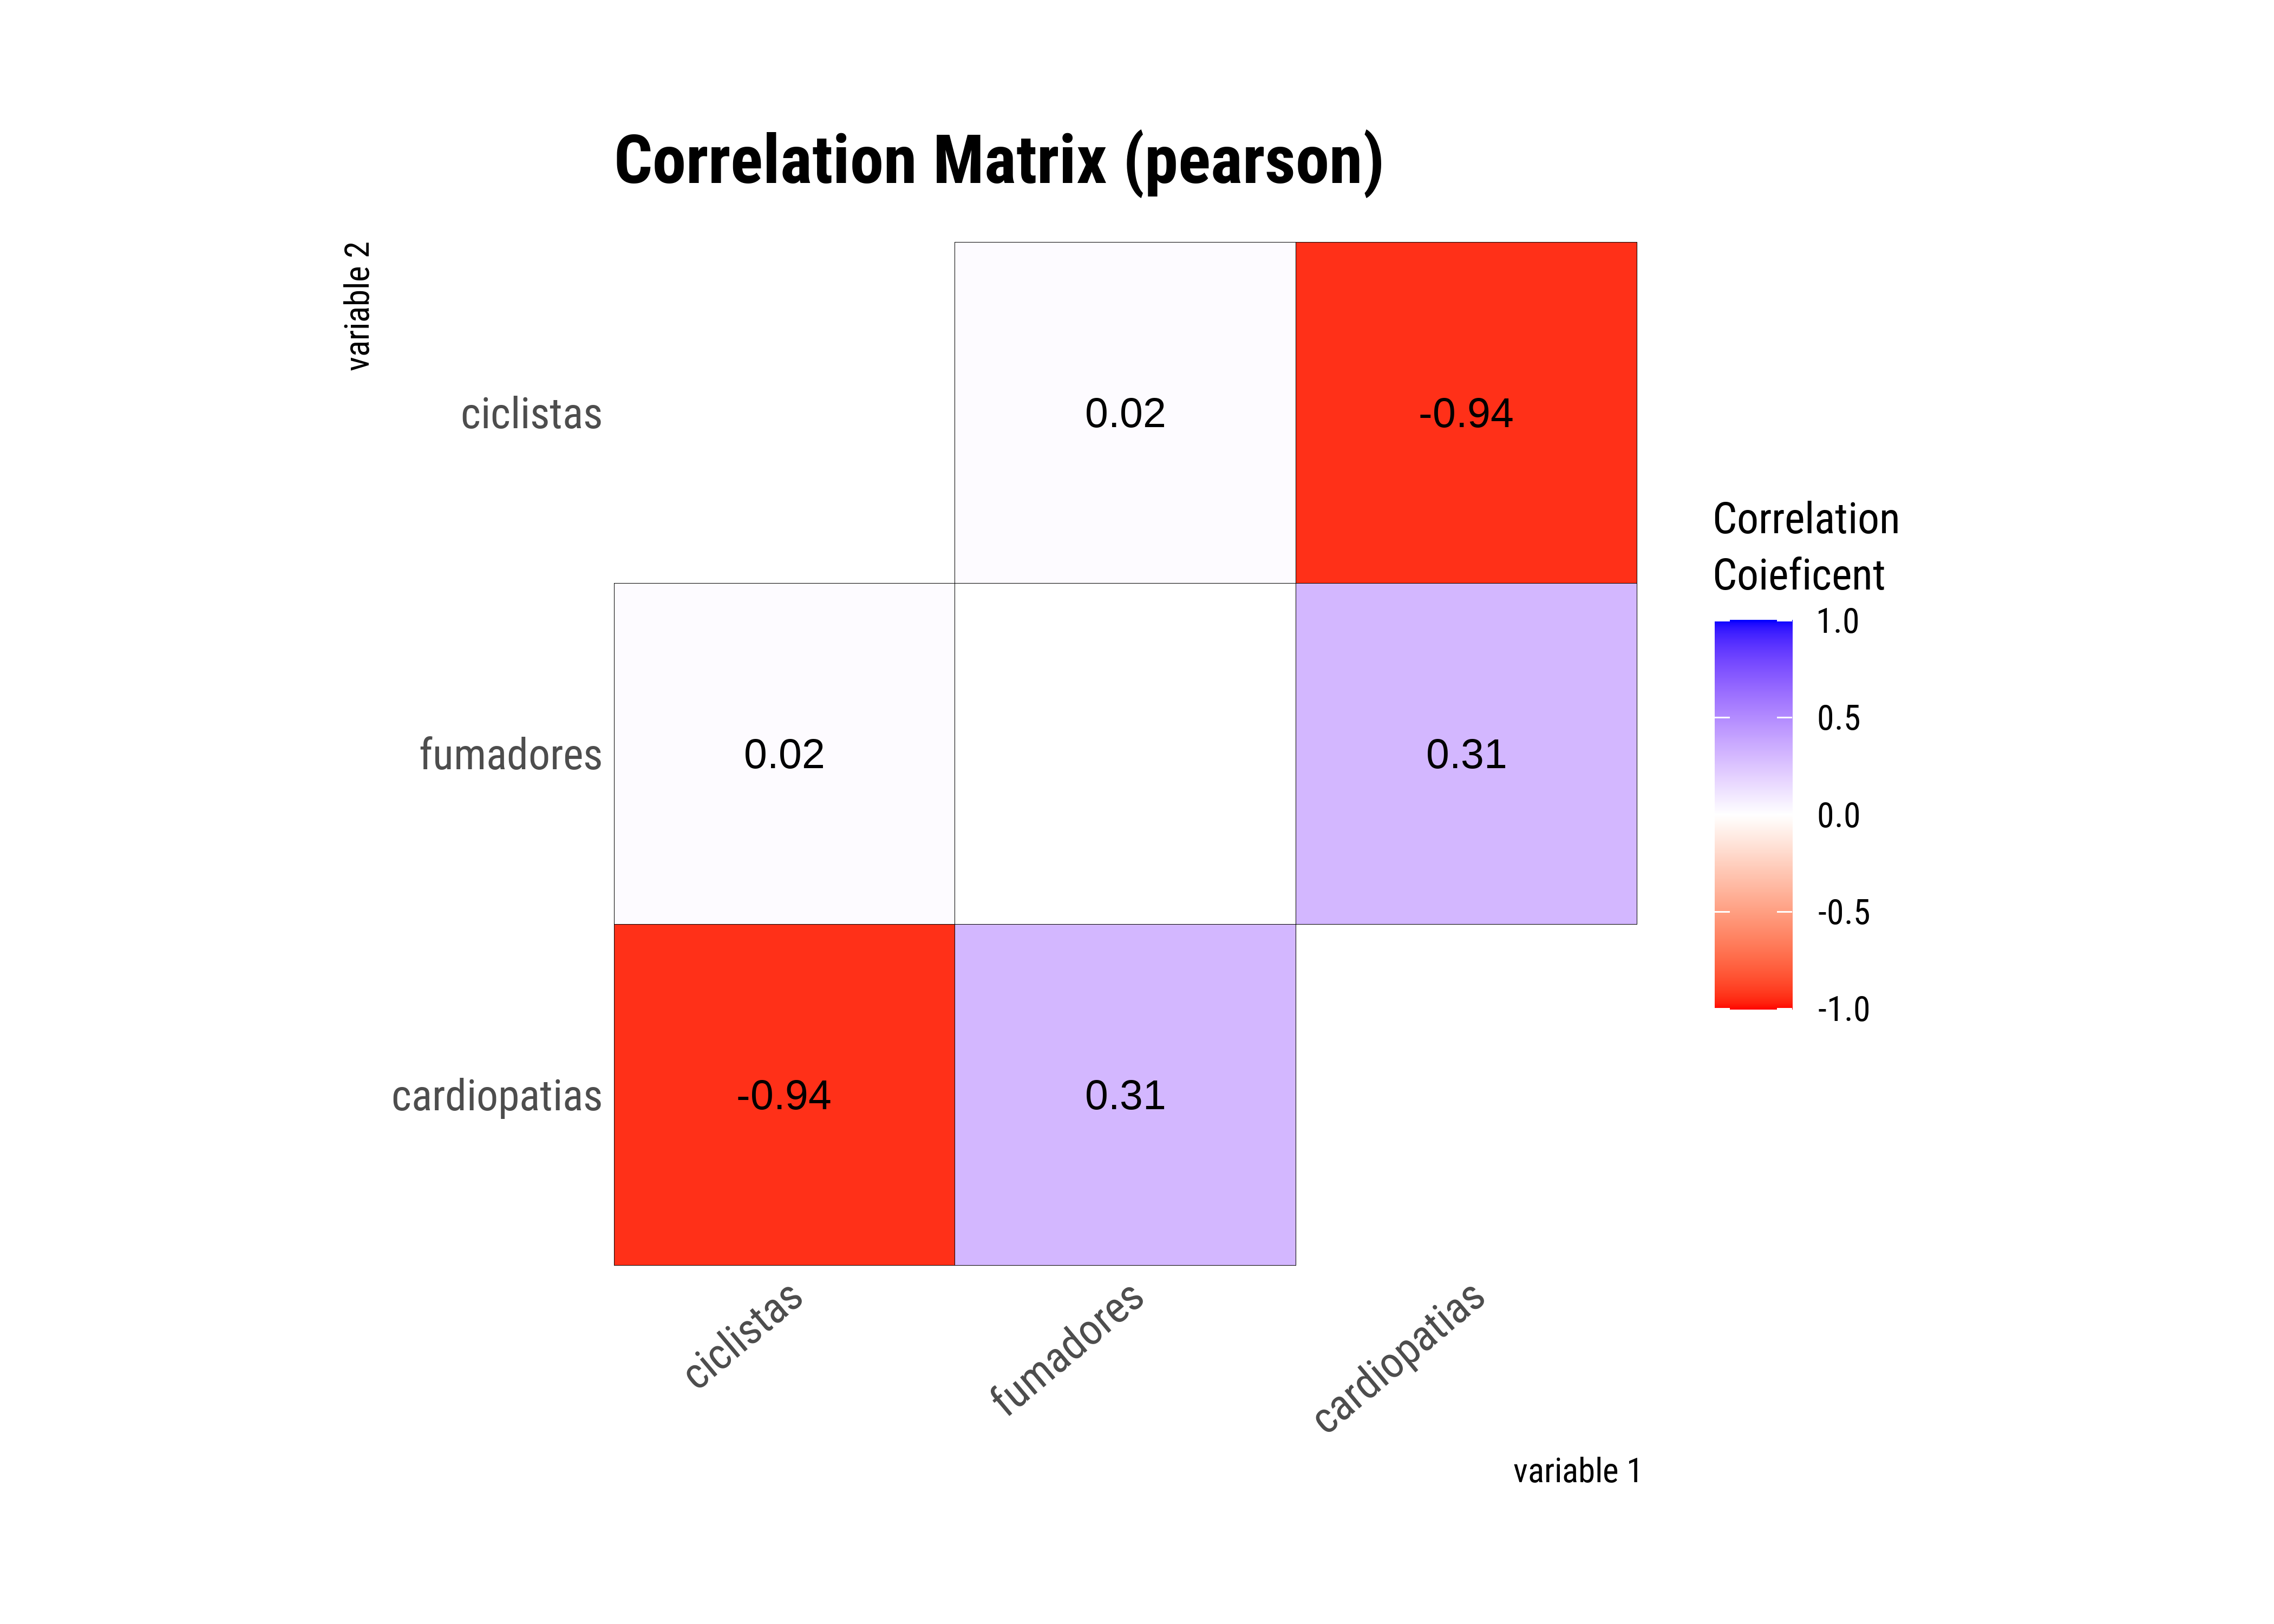 Correlation Matrix (pearson)
variable 2
ciclistas
0.02
-0.94
fumadores
0.02
0.31
cardiopatias
-0.94
0.31
ciclistas
fumadores
cardiopatias
variable 1
Correlation
Coieficent
1.0
0.5
0.0
-0.5
-1.0